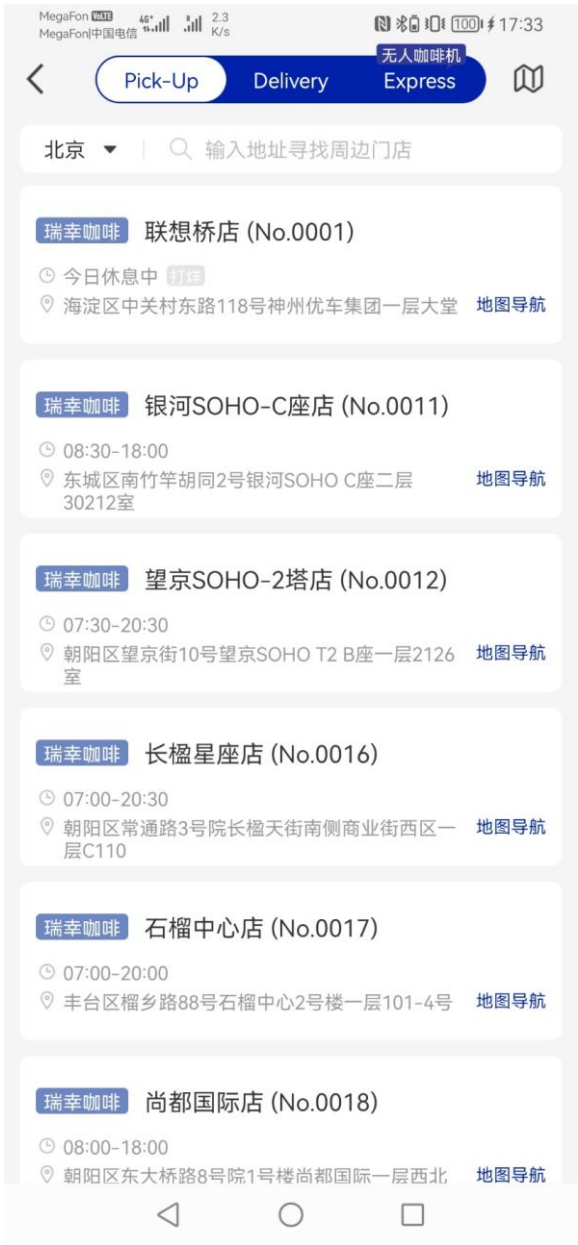 MegaFon VoLTE 4G+ 2.3 K/s 100 17:33
MegaFon|中国电信
无人咖啡机
Pick-Up Delivery Express
北京 输入地址寻找周边门店
瑞幸咖啡 联想桥店 (No.0001)
今日休息中 打烊
海淀区中关村东路118号神州优车集团一层大堂 地图导航
瑞幸咖啡 银河SOHO-C座店 (No.0011)
08:30-18:00
东城区南竹竿胡同2号银河SOHO C座二层 地图导航
30212室
瑞幸咖啡 望京SOHO-2塔店 (No.0012)
07:30-20:30
朝阳区望京街10号望京SOHO T2 B座一层2126 地图导航
室
瑞幸咖啡 长楹星座店 (No.0016)
07:00-20:30
朝阳区常通路3号院长楹天街南侧商业街西区一 地图导航
层C110
瑞幸咖啡 石榴中心店 (No.0017)
07:00-20:00
丰台区榴乡路88号石榴中心2号楼一层101-4号 地图导航
瑞幸咖啡 尚都国际店 (No.0018)
08:00-18:00
朝阳区东大桥路8号院1号楼尚都国际一层西北 地图导航